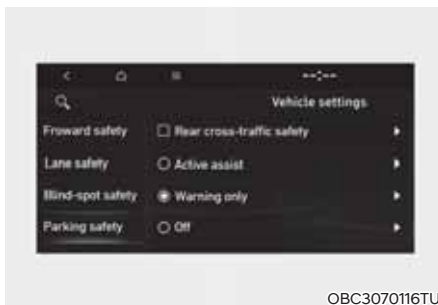 --:--
Vehicle settings
Froward safety
Rear cross-traffic safety
Lane safety
Active assist
Blind-spot safety
Warning only
Parking safety
Off
OBC3070116TU